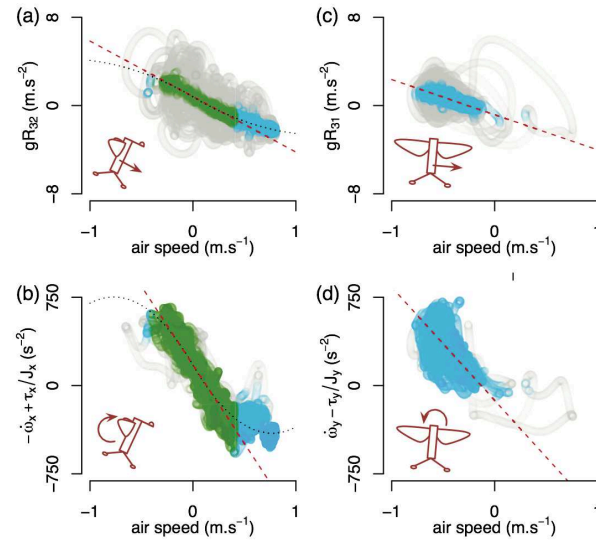 (a)
gR₃₂ (m.s⁻²)
8
0
−8
−1 0 1
air speed (m.s⁻¹)
(c)
gR₃₁ (m.s⁻²)
8
0
−8
−1 0 1
air speed (m.s⁻¹)
(b)
−ω̇ₓ + τₓ/Jₓ (s⁻²)
750
0
−750
−1 0 1
air speed (m.s⁻¹)
(d)
ω̇y − τy/Jy (s⁻²)
750
0
−750
−1 0 1
air speed (m.s⁻¹)